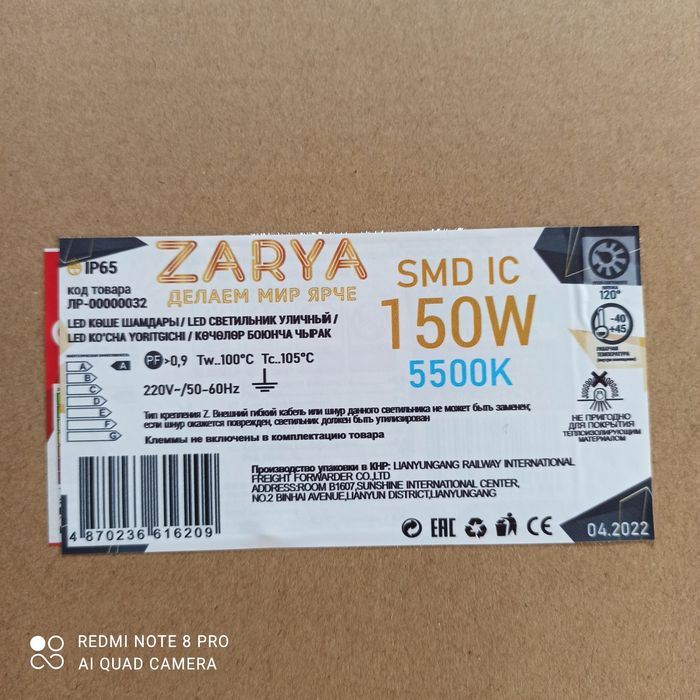 IP65
код товара
ЛР-00000032
ZARYA
ДЕЛАЕМ МИР ЯРЧЕ
SMD IC
150W
5500K
120°
-40
+45
РАБОЧАЯ
ТЕМПЕРАТУРА
LED КӨШЕ ШАМДАРЫ / LED СВЕТИЛЬНИК УЛИЧНЫЙ /
LED KO'CHA YORITGICHI / КӨЧӨЛӨР БОЮНЧА ЧЫРАК
A
B
C
D
E
F
G
A
PF >0,9 Tw..100°C Tc..105°C
220V~/50-60Hz
НЕ ПРИГОДНО
ДЛЯ ПОКРЫТИЯ
ТЕПЛОИЗОЛИРУЮЩИМ
МАТЕРИАЛОМ
Тип крепления Z. Внешний гибкий кабель или шнур данного светильника не может быть заменен;
если шнур окажется поврежден, светильник должен быть утилизирован
Клеммы не включены в комплектацию товара
Производство упаковки в КНР: LIANYUNGANG RAILWAY INTERNATIONAL
FREIGHT FORWARDER CO.,LTD
ADDRESS:ROOM B1607,SUNSHINE INTERNATIONAL CENTER,
NO.2 BINHAI AVENUE,LIANYUN DISTRICT,LIANYUNGANG
4 870236 616209
EAC
CE
04.2022
REDMI NOTE 8 PRO
AI QUAD CAMERA